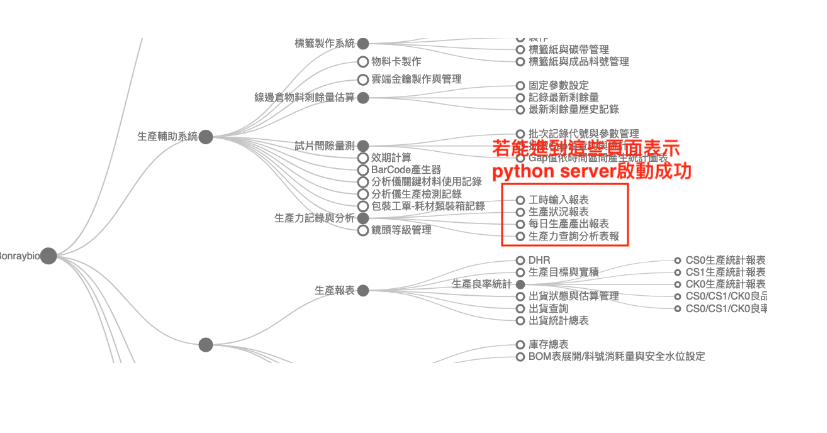 標籤製作系統
標籤紙與碳帶管理
標籤紙與成品料號管理
物料卡製作
雲端金鑰製作與管理
線邊倉物料剩餘量估算
固定參數設定
記錄最新剩餘量
最新剩餘量歷史記錄
生產輔助系統
試片間隙量測
批次記錄代號與參數管理
若能進到這些頁面表示
python server啟動成功
Gap值依時間區間產生統計圖表
效期計算
BarCode產生器
分析儀關鍵材料使用記錄
分析儀生產檢測記錄
包裝工單-耗材類裝箱記錄
生產力記錄與分析
工時輸入報表
生產狀況報表
每日生產產出報表
生產力查詢分析表報
鏡頭等級管理
onraybio
生產報表
DHR
生產目標與實績
生產良率統計
CS0生產統計報表
CS1生產統計報表
CK0生產統計報表
CS0/CS1/CK0良品
CS0/CS1/CK0良率
出貨狀態與估算管理
出貨查詢
出貨統計總表
庫存總表
BOM表展開/料號消耗量與安全水位設定